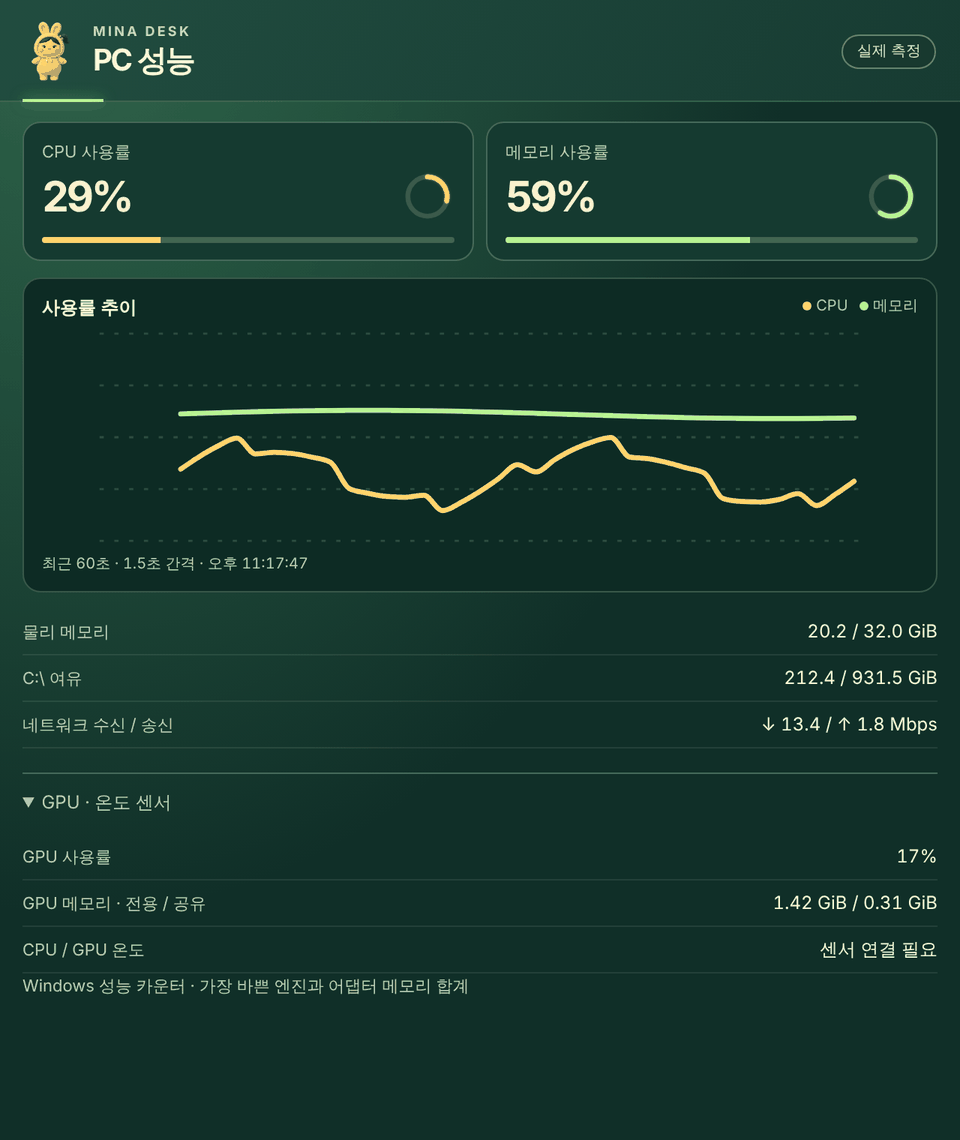 MINA DESK
PC 성능
실제 측정
CPU 사용률
29%
메모리 사용률
59%
사용률 추이
CPU
메모리
최근 60초 · 1.5초 간격 · 오후 11:17:47
물리 메모리
20.2 / 32.0 GiB
C:\ 여유
212.4 / 931.5 GiB
네트워크 수신 / 송신
↓ 13.4 / ↑ 1.8 Mbps
▼ GPU · 온도 센서
GPU 사용률
17%
GPU 메모리 · 전용 / 공유
1.42 GiB / 0.31 GiB
CPU / GPU 온도
센서 연결 필요
Windows 성능 카운터 · 가장 바쁜 엔진과 어댑터 메모리 합계